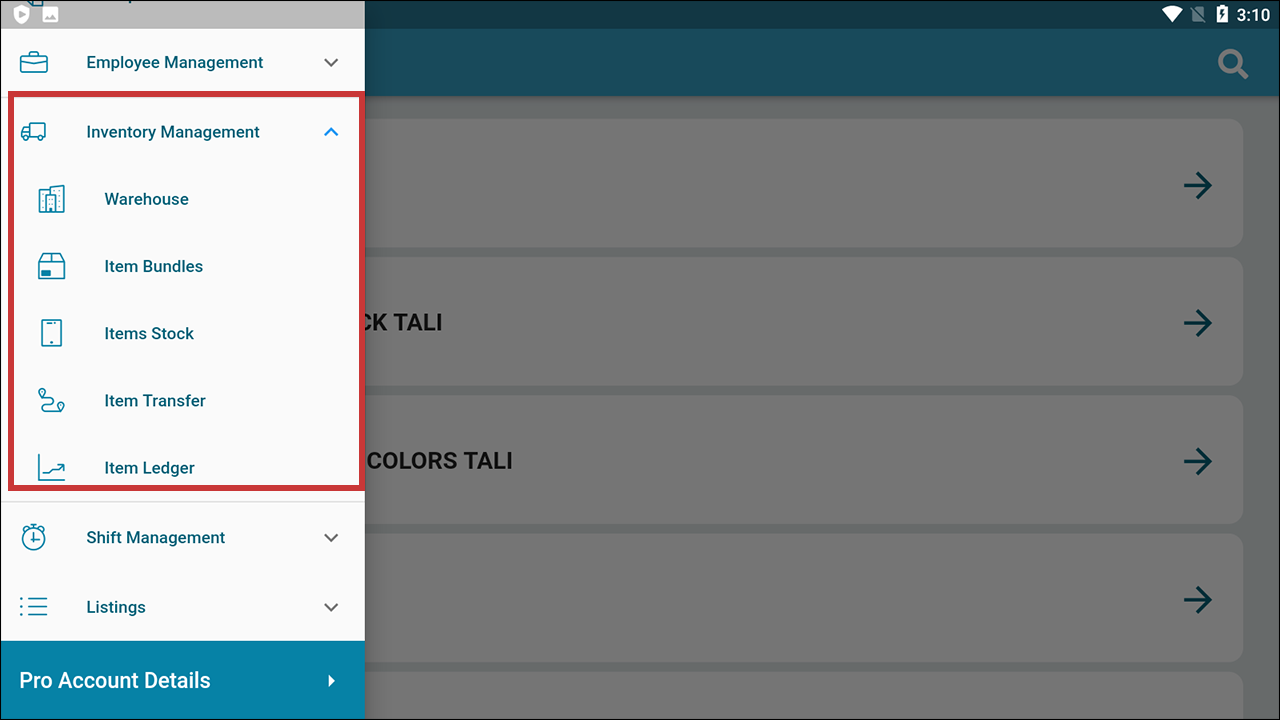 3:10
Employee Management
Inventory Management
Warehouse
Item Bundles
Items Stock
Item Transfer
Item Ledger
Shift Management
Listings
Pro Account Details
TALI
COLORS TALI